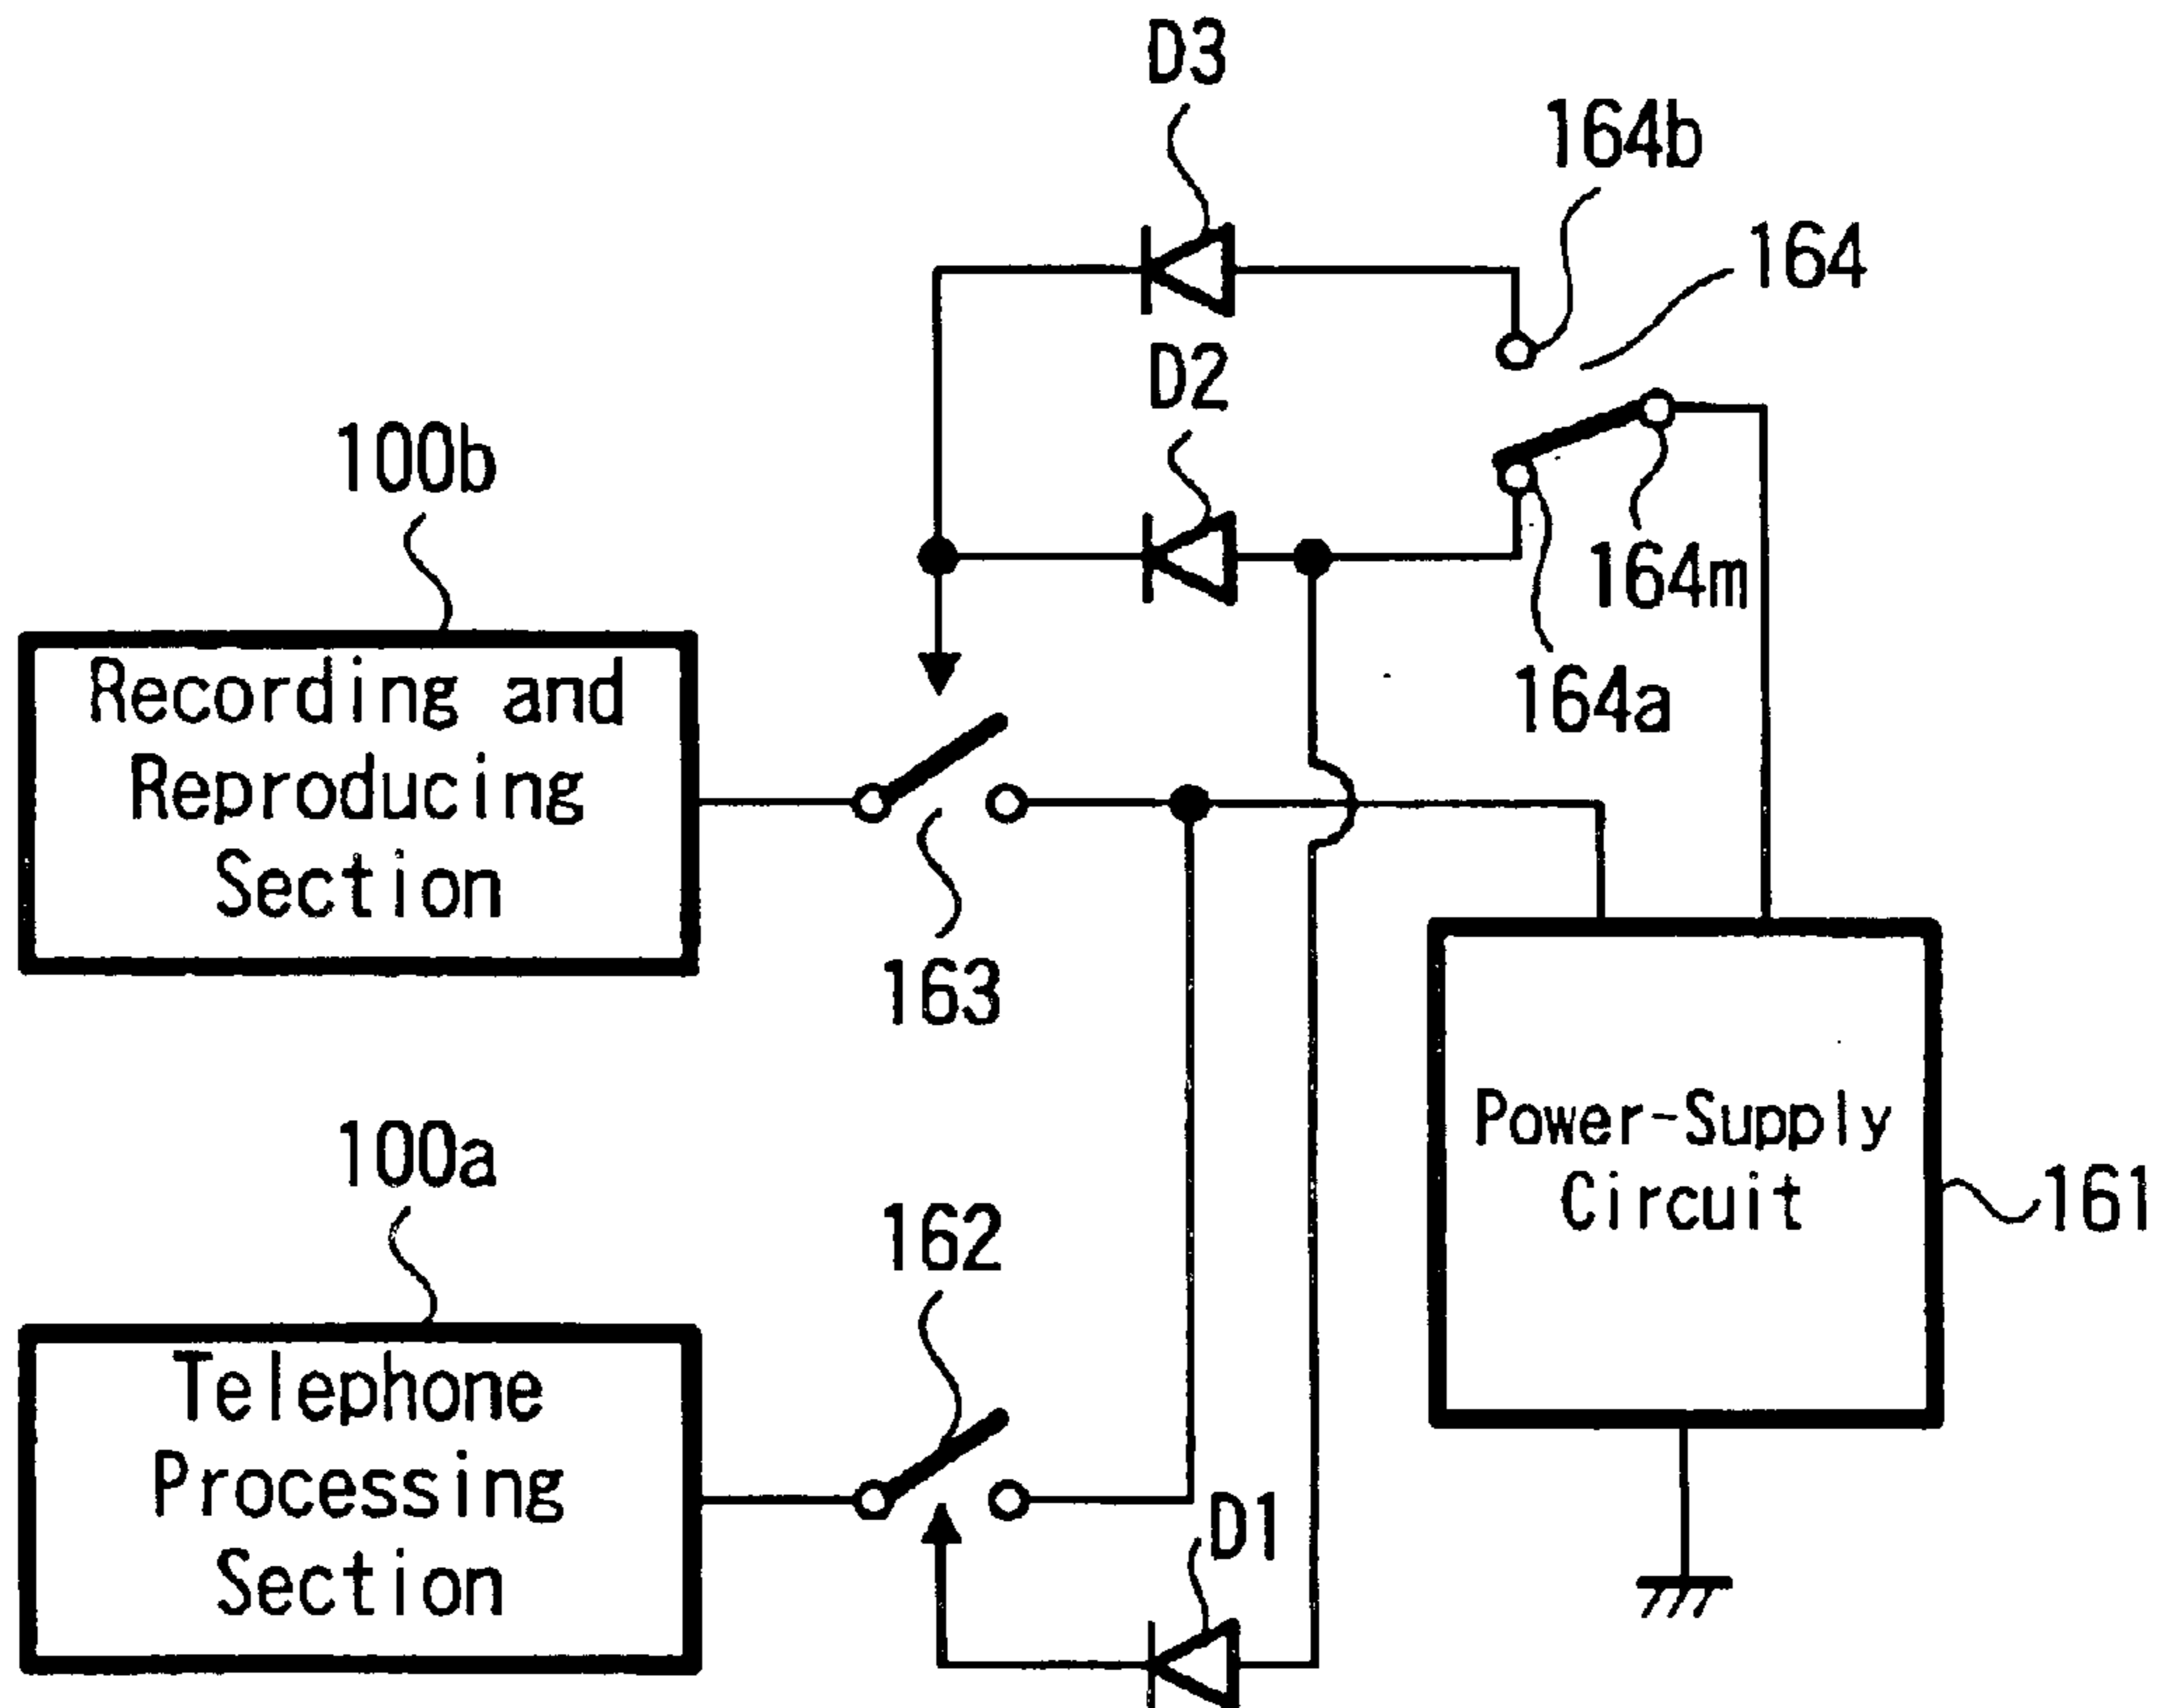 D3
164b
164
D2
100b
164m
164a
Recording and
Reproducing
Section
163
Power-Supply
Circuit
161
100a
162
Telephone
Processing
Section
D1